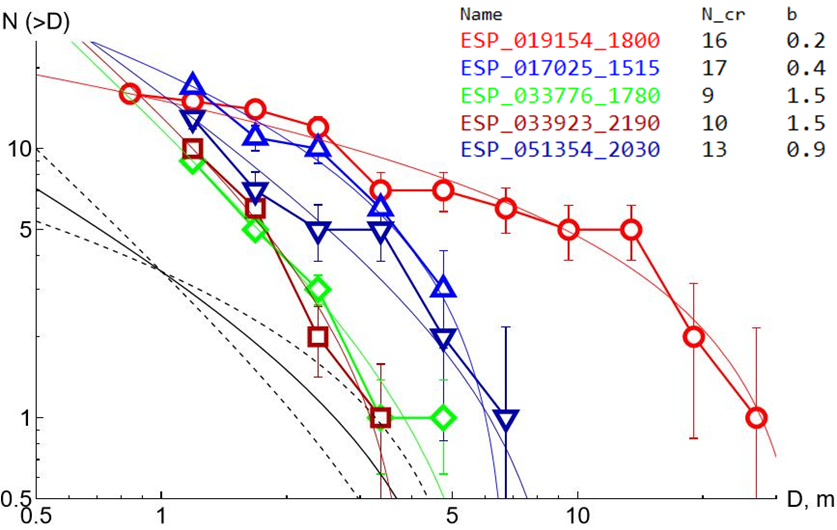 N (>D)
Name N_cr b
ESP_019154_1800 16 0.2
ESP_017025_1515 17 0.4
ESP_033776_1780 9 1.5
ESP_033923_2190 10 1.5
ESP_051354_2030 13 0.9
10
5
1
0.5
0.5 1 5 10 D, m